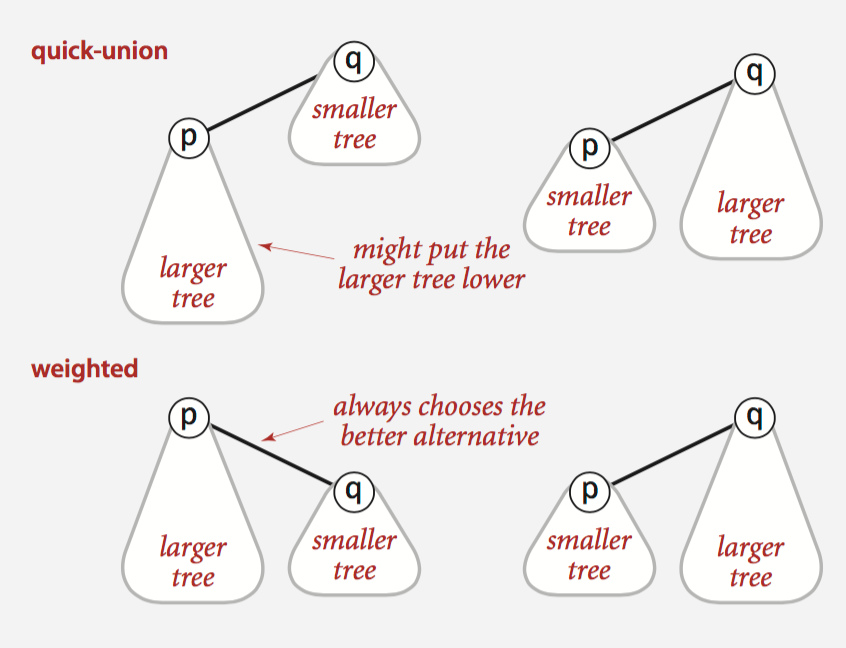 quick-union
q
smaller
tree
p
larger
tree
might put the
larger tree lower
q
p
smaller
tree
larger
tree
weighted
p
always chooses the
better alternative
q
larger
tree
smaller
tree
q
p
smaller
tree
larger
tree